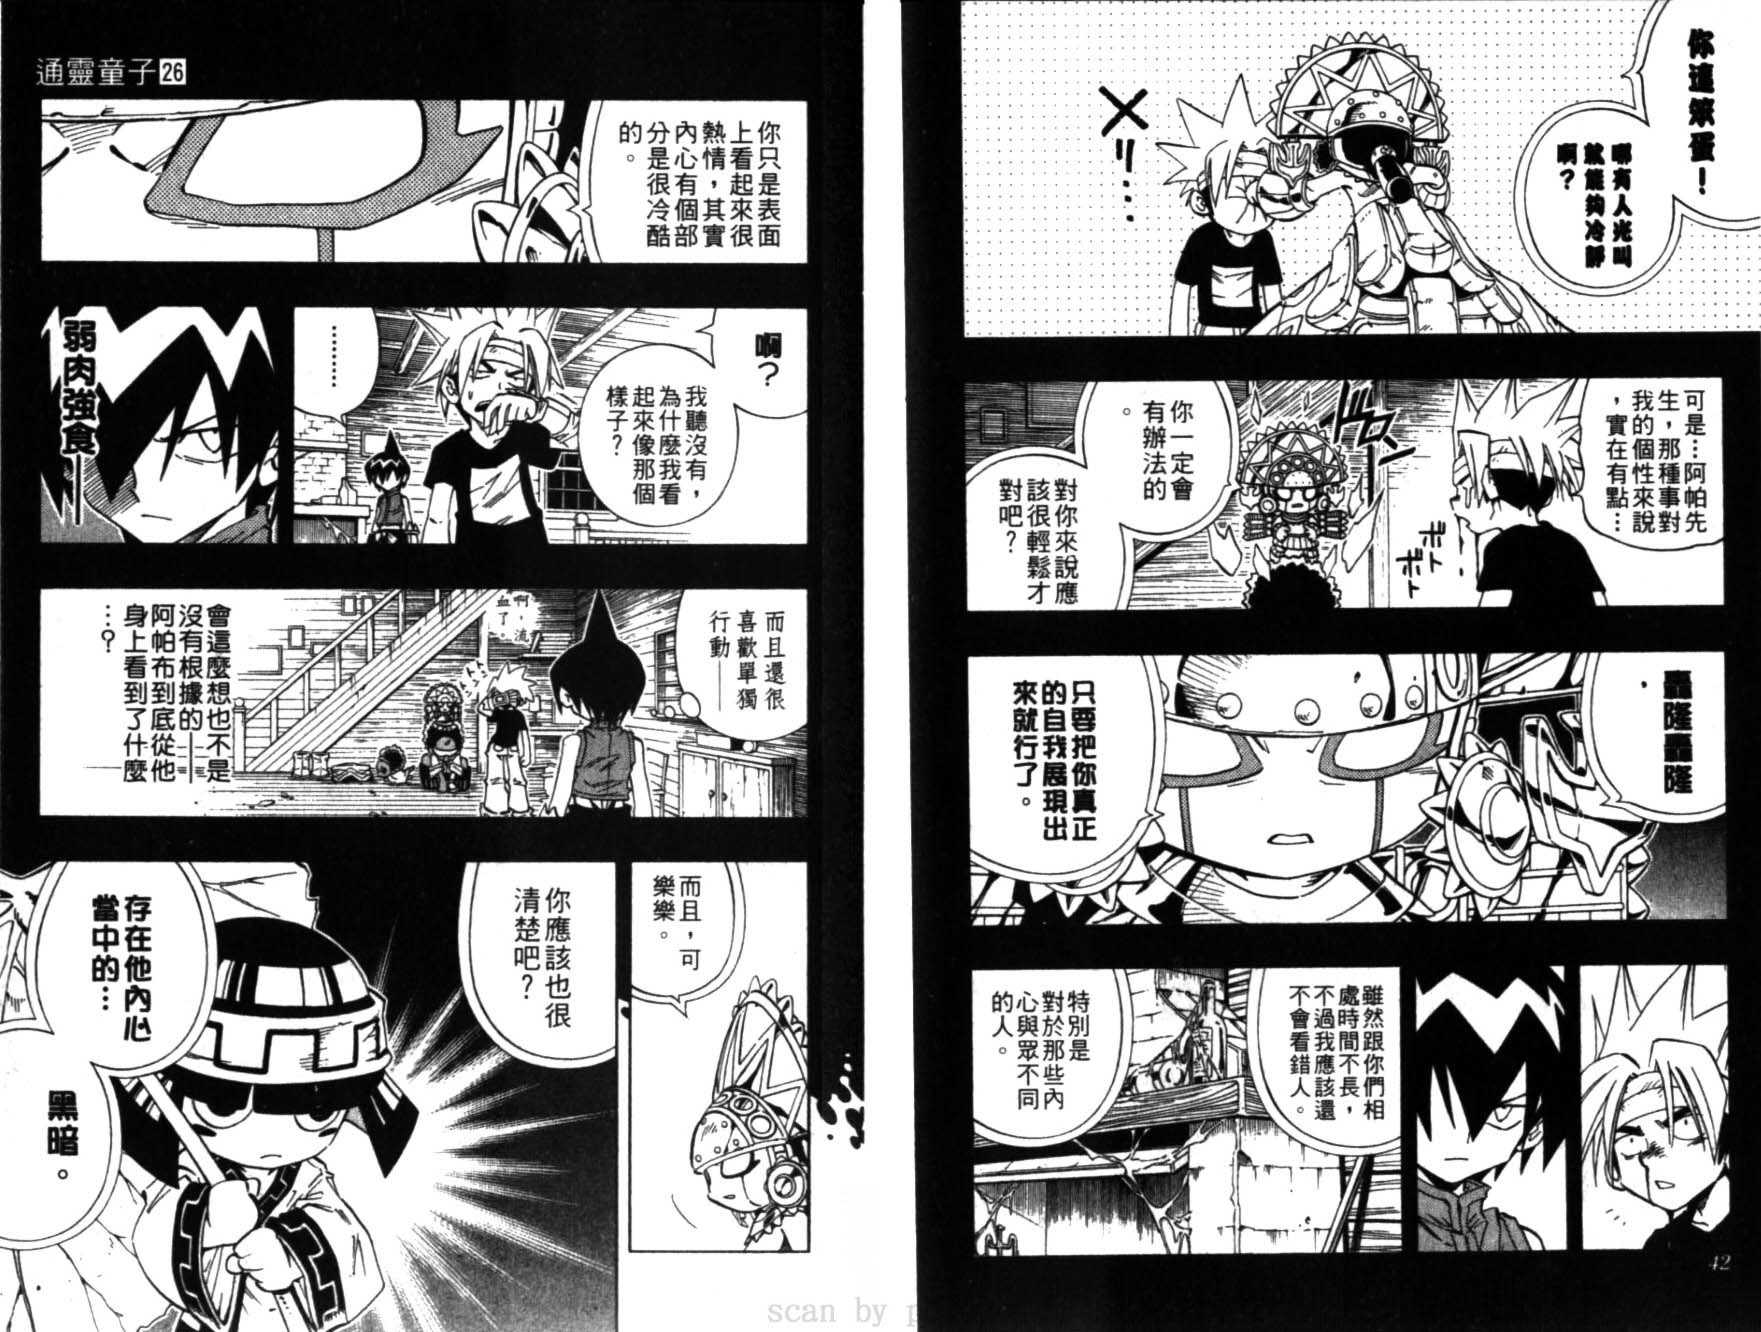 你這笨蛋！
哪有人光叫
就能夠冷靜
啊？
可是…阿帕先
生，那種事對
我的個性來說
，實在有點…
你一定會
有辦法的
。
對你來說應
該很輕鬆才
對吧？
轟隆轟隆
，
只要把你真正
的自我展現出
來就行了。
雖然跟你們相
處時間不長，
不過我應該還
不會看錯人。
特別是
對於那些內
心與眾不同
的人。
42
通靈童子26
你只是表面
上看起來很
熱情，其實
內心有個部
分是很冷酷
的。
啊？
我聽沒有，
為什麼我看
起來像那個
樣子？
………
弱肉強食——
而且還很
喜歡單獨
行動——
啊，流
血了。
會這麼想也不是
沒有根據的——
阿帕布到底從他
身上看到了什麼
…？
而且，可
樂樂。
你應該也很
清楚吧？
存在他內心
當中的…
黑暗。
scan by p